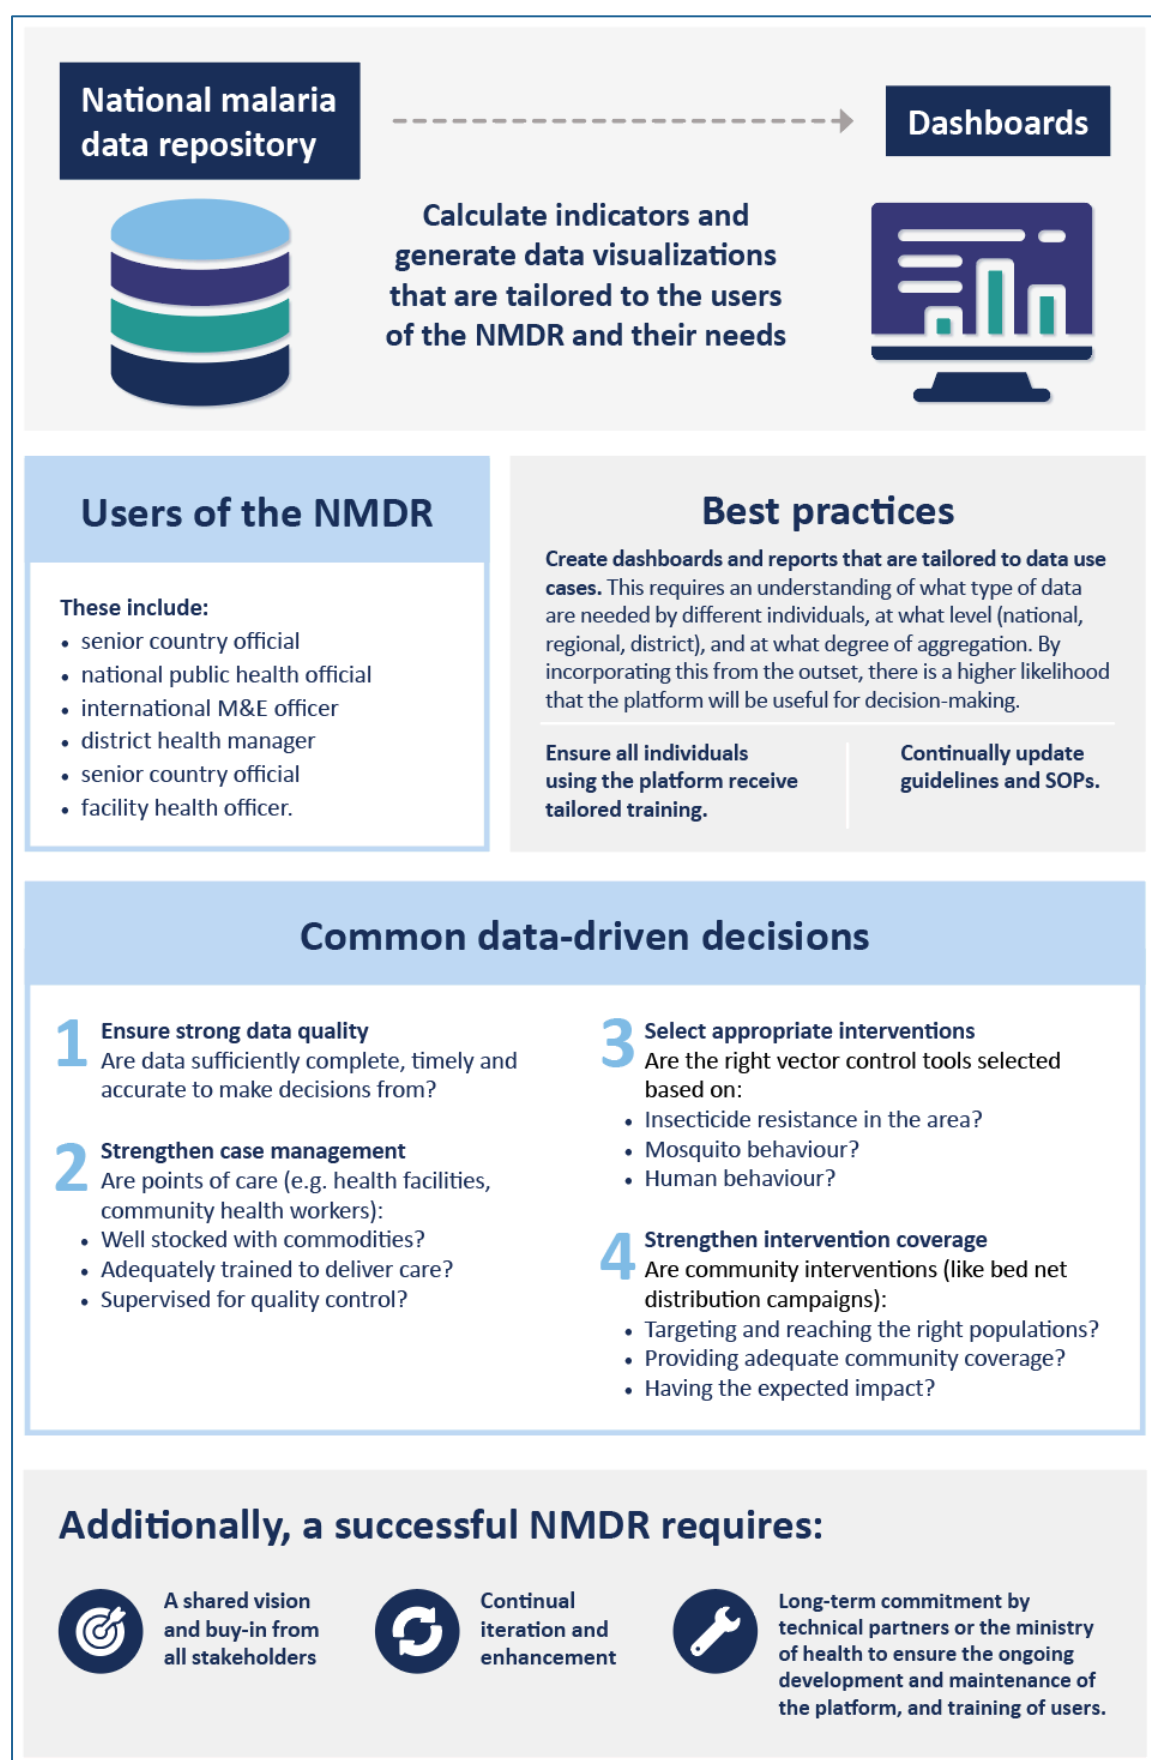 National malaria
data repository
Dashboards
Calculate indicators and
generate data visualizations
that are tailored to the users
of the NMDR and their needs
Users of the NMDR
These include:
• senior country official
• national public health official
• international M&E officer
• district health manager
• senior country official
• facility health officer.
Best practices
Create dashboards and reports that are tailored to data use
cases. This requires an understanding of what type of data
are needed by different individuals, at what level (national,
regional, district), and at what degree of aggregation. By
incorporating this from the outset, there is a higher likelihood
that the platform will be useful for decision-making.
Ensure all individuals
using the platform receive
tailored training.
Continually update
guidelines and SOPs.
Common data-driven decisions
1 Ensure strong data quality
Are data sufficiently complete, timely and
accurate to make decisions from?
2 Strengthen case management
Are points of care (e.g. health facilities,
community health workers):
• Well stocked with commodities?
• Adequately trained to deliver care?
• Supervised for quality control?
3 Select appropriate interventions
Are the right vector control tools selected
based on:
• Insecticide resistance in the area?
• Mosquito behaviour?
• Human behaviour?
4 Strengthen intervention coverage
Are community interventions (like bed net
distribution campaigns):
• Targeting and reaching the right populations?
• Providing adequate community coverage?
• Having the expected impact?
Additionally, a successful NMDR requires:
A shared vision
and buy-in from
all stakeholders
Continual
iteration and
enhancement
Long-term commitment by
technical partners or the ministry
of health to ensure the ongoing
development and maintenance of
the platform, and training of users.